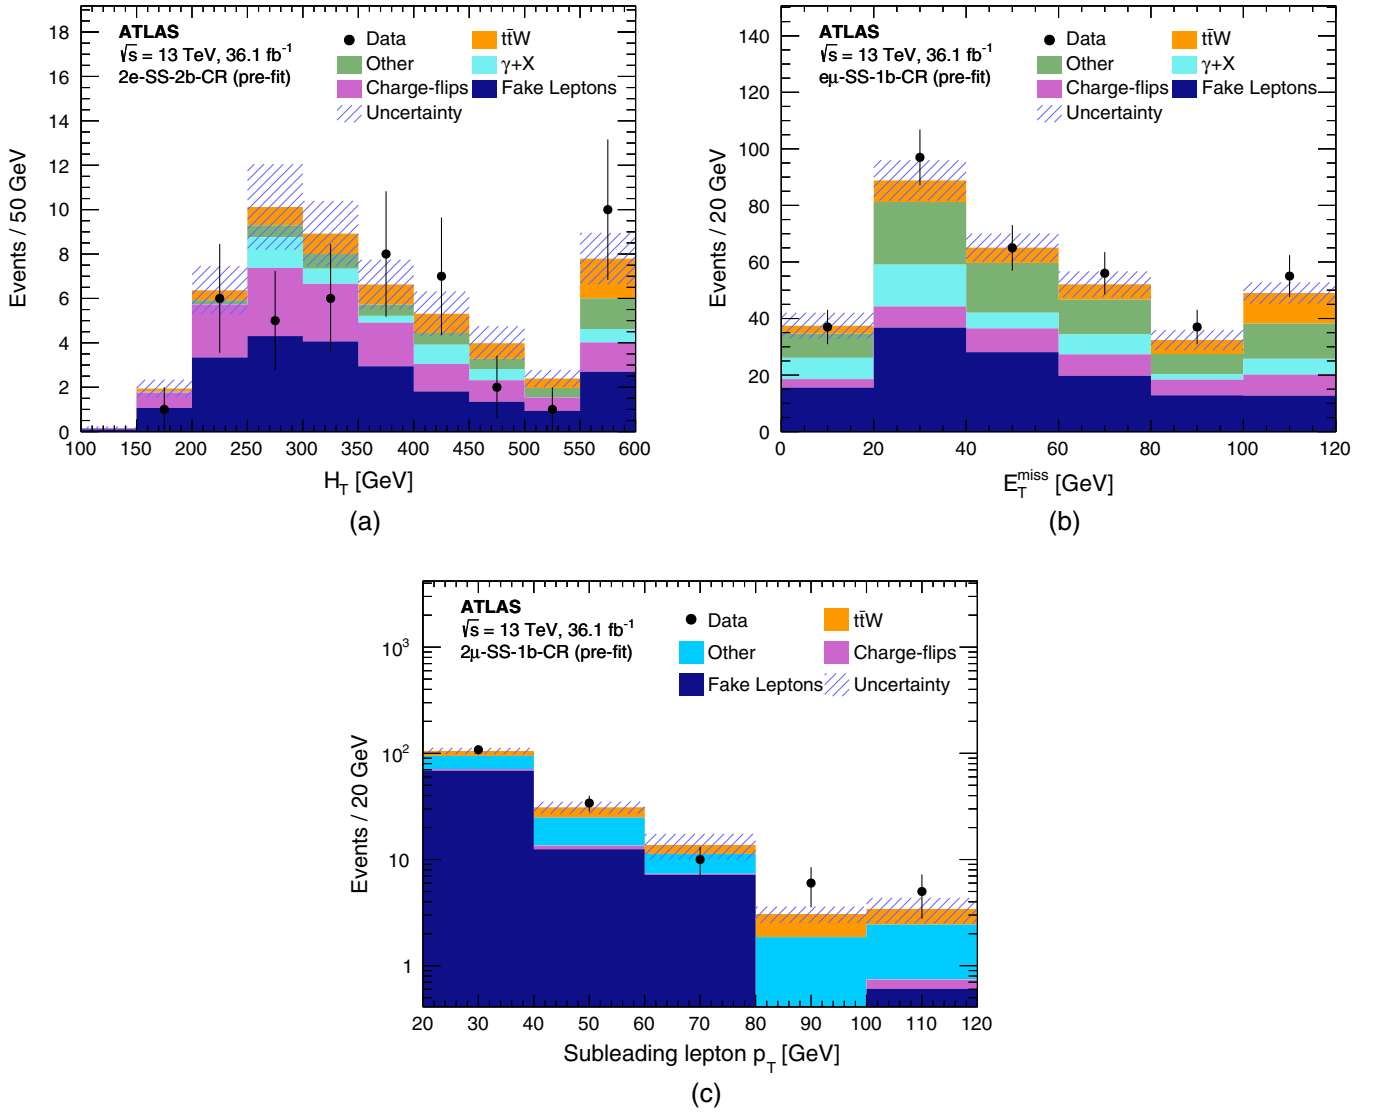 ATLAS
√s = 13 TeV, 36.1 fb⁻¹
2e-SS-2b-CR (pre-fit)
Data
tt̄W
Other
γ+X
Charge-flips
Fake Leptons
Uncertainty
Events / 50 GeV
18
16
14
12
10
8
6
4
2
0
100 150 200 250 300 350 400 450 500 550 600
H_T [GeV]
(a)
ATLAS
√s = 13 TeV, 36.1 fb⁻¹
eμ-SS-1b-CR (pre-fit)
Data
tt̄W
Other
γ+X
Charge-flips
Fake Leptons
Uncertainty
Events / 20 GeV
140
120
100
80
60
40
20
0
0 20 40 60 80 100 120
E_T^miss [GeV]
(b)
ATLAS
√s = 13 TeV, 36.1 fb⁻¹
2μ-SS-1b-CR (pre-fit)
Data
tt̄W
Other
Charge-flips
Fake Leptons
Uncertainty
Events / 20 GeV
10³
10²
10
1
20 30 40 50 60 70 80 90 100 110 120
Subleading lepton p_T [GeV]
(c)